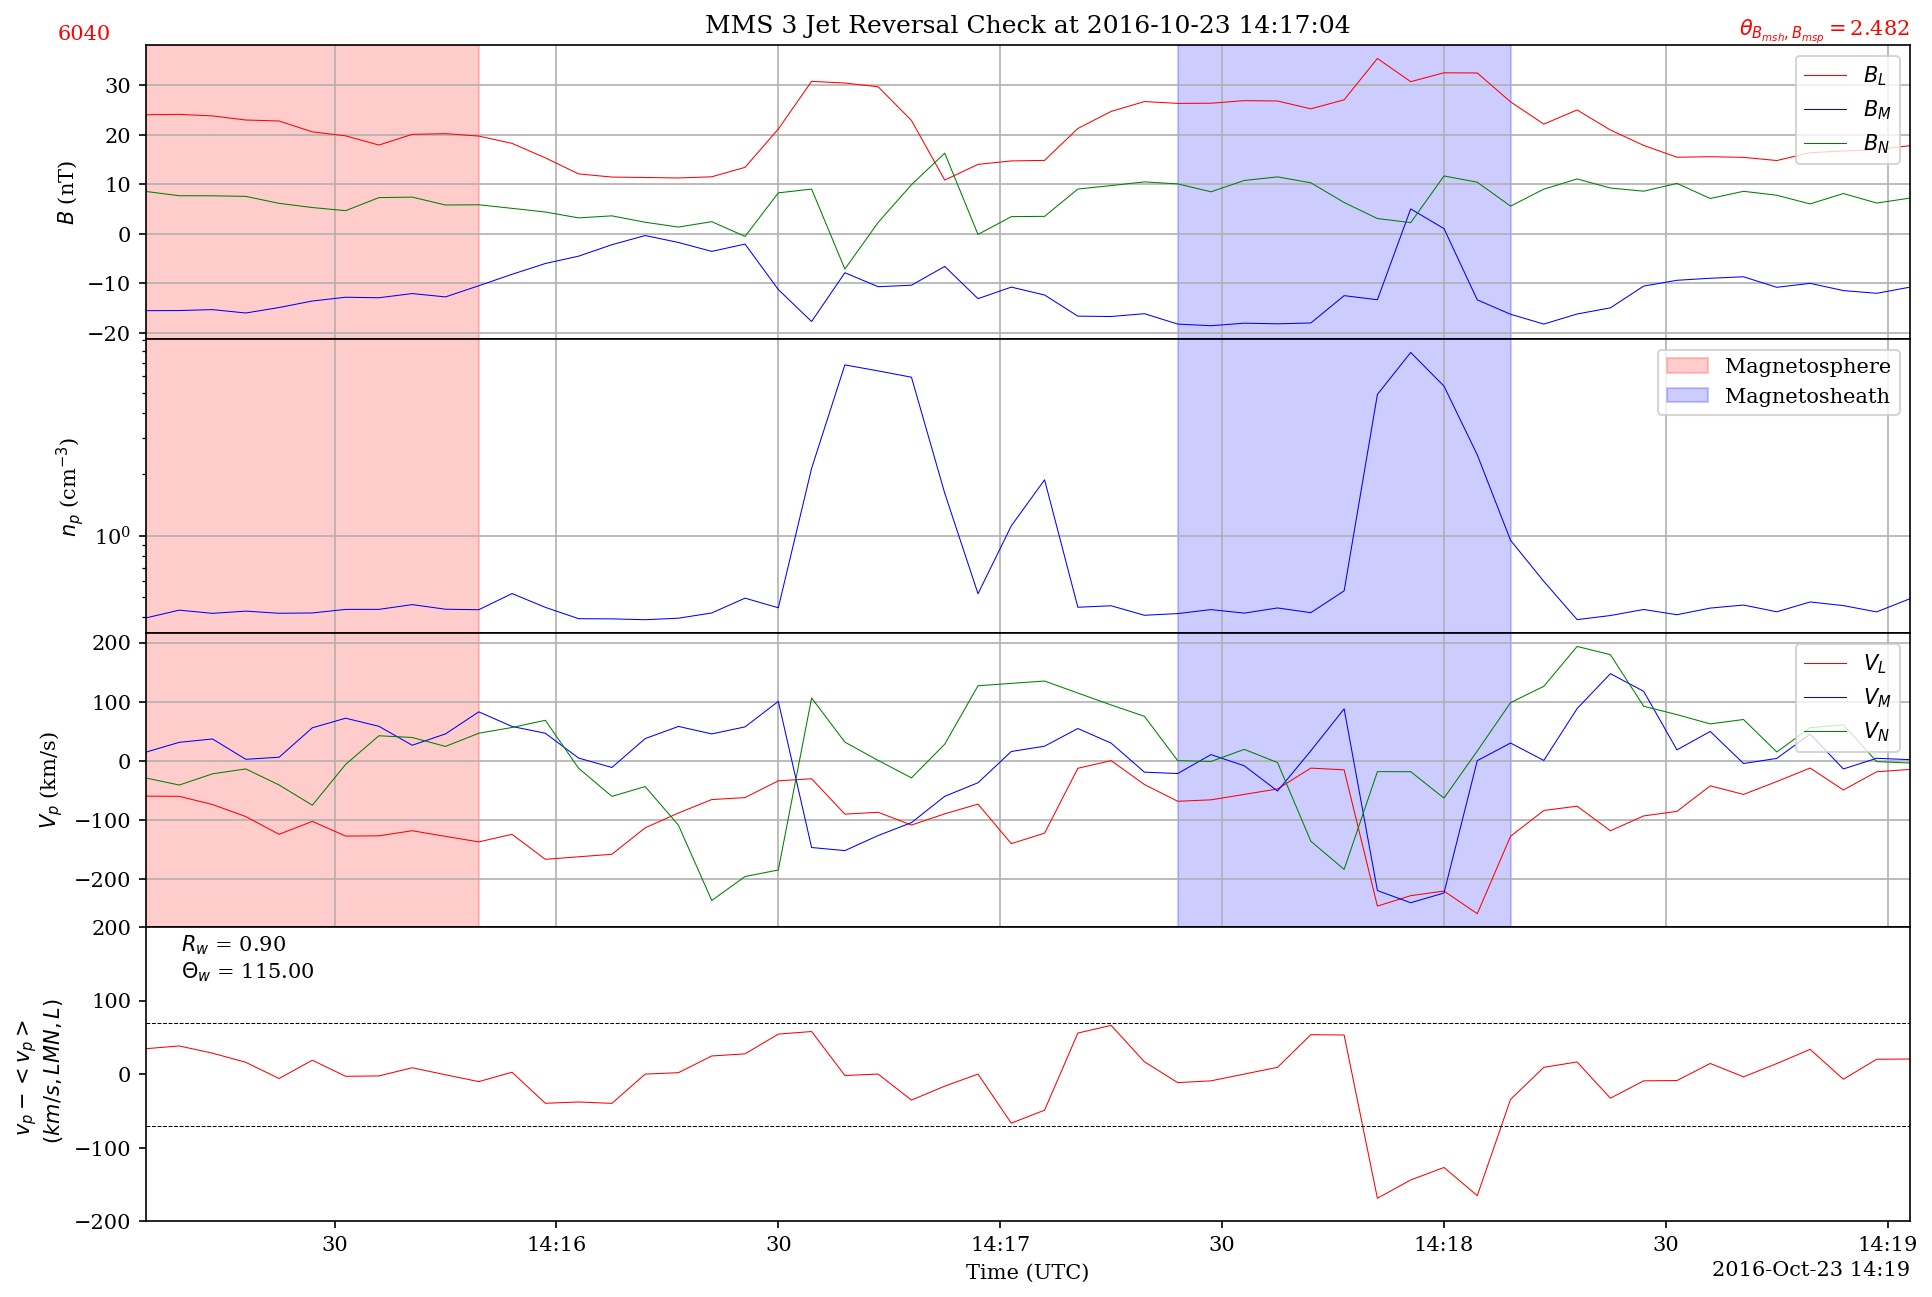 MMS 3 Jet Reversal Check at 2016-10-23 14:17:04
6040
θ_{B_{msh}, B_{msp}} = 2.482
30
20
10
0
−10
−20
B (nT)
B_L
B_M
B_N
10^0
n_p (cm^{−3})
Magnetosphere
Magnetosheath
200
100
0
−100
−200
V_p (km/s)
V_L
V_M
V_N
200
100
0
−100
−200
v_p − < v_p >
(km/s, LMN, L)
R_w = 0.90
Θ_w = 115.00
30 14:16 30 14:17 30 14:18 30 14:19
Time (UTC)
2016-Oct-23 14:19